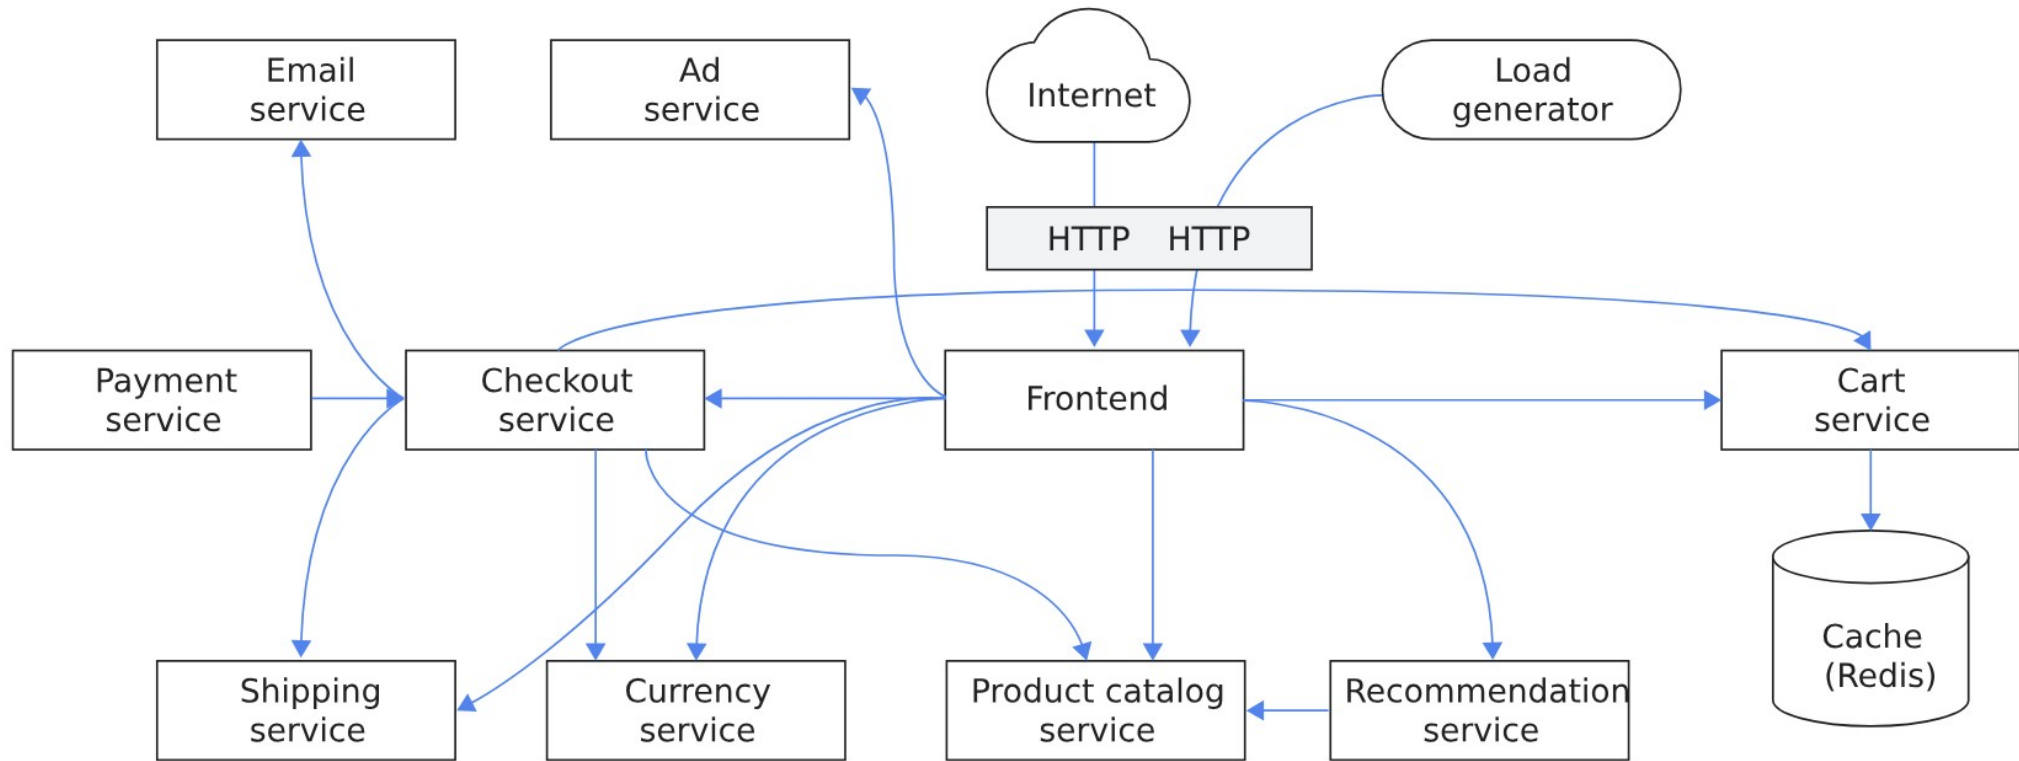 Email
service
Ad
service
Internet
Load
generator
HTTP HTTP
Payment
service
Checkout
service
Frontend
Cart
service
Shipping
service
Currency
service
Product catalog
service
Recommendation
service
Cache
(Redis)